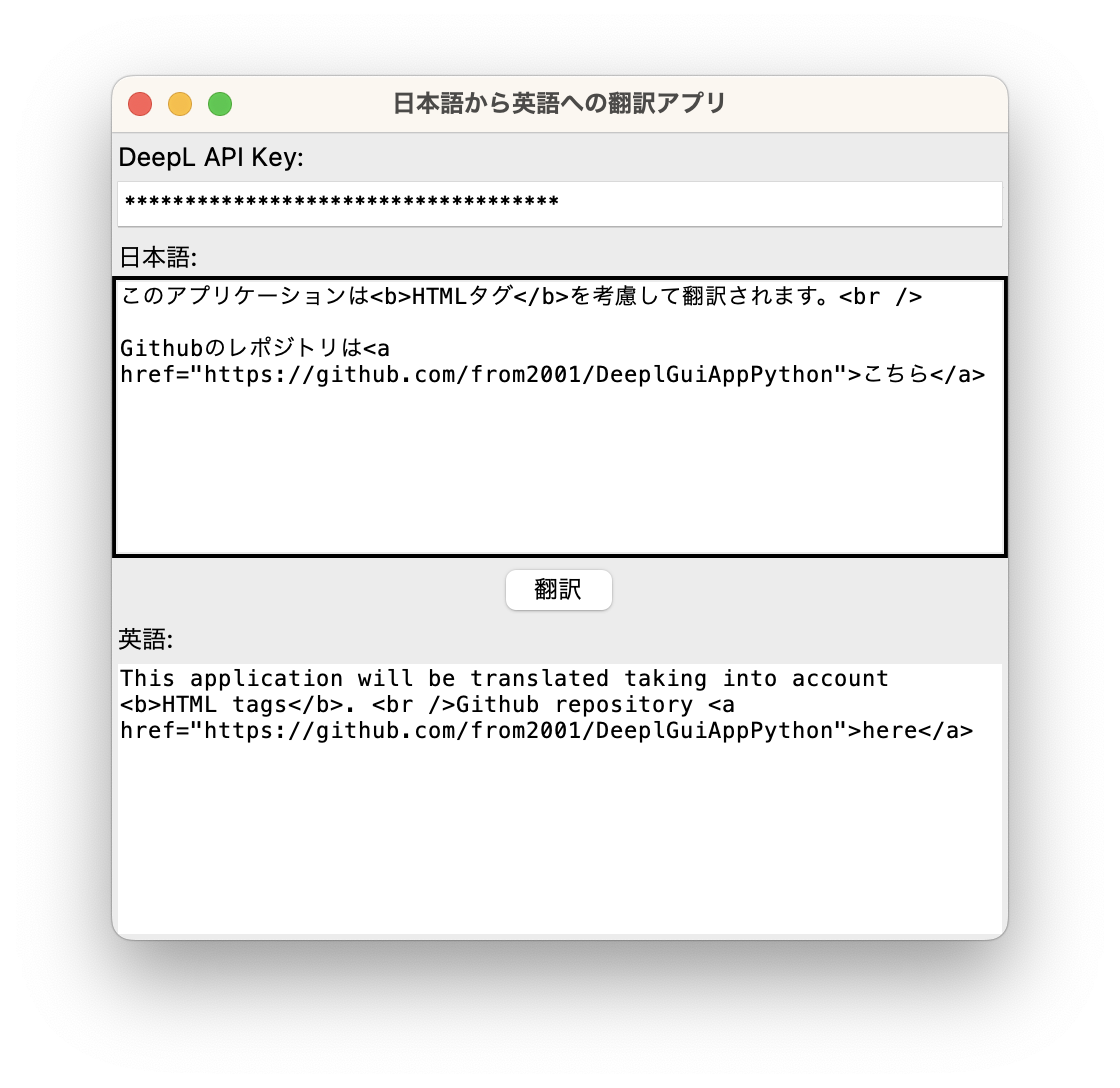 日本語から英語への翻訳アプリ
DeepL API Key:
************************************
日本語:
このアプリケーションは<b>HTMLタグ</b>を考慮して翻訳されます。<br />
Githubのレポジトリは<a
href="https://github.com/from2001/DeeplGuiAppPython">こちら</a>
翻訳
英語:
This application will be translated taking into account
<b>HTML tags</b>. <br />Github repository <a
href="https://github.com/from2001/DeeplGuiAppPython">here</a>